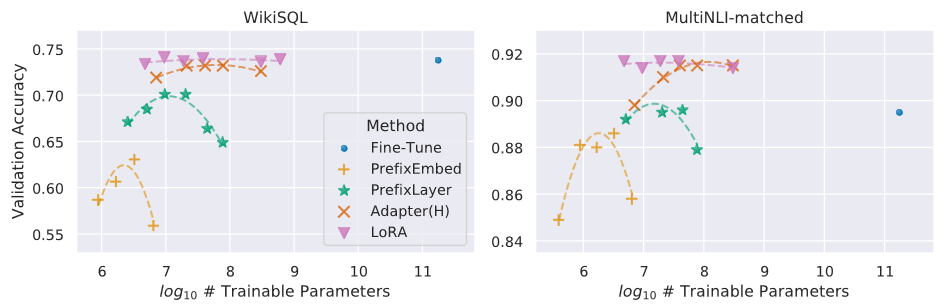 WikiSQL
MultiNLI-matched
Validation Accuracy
0.75
0.70
0.65
0.60
0.55
6 7 8 9 10 11
log10 # Trainable Parameters
Method
Fine-Tune
PrefixEmbed
PrefixLayer
Adapter(H)
LoRA
0.92
0.90
0.88
0.86
0.84
6 7 8 9 10 11
log10 # Trainable Parameters